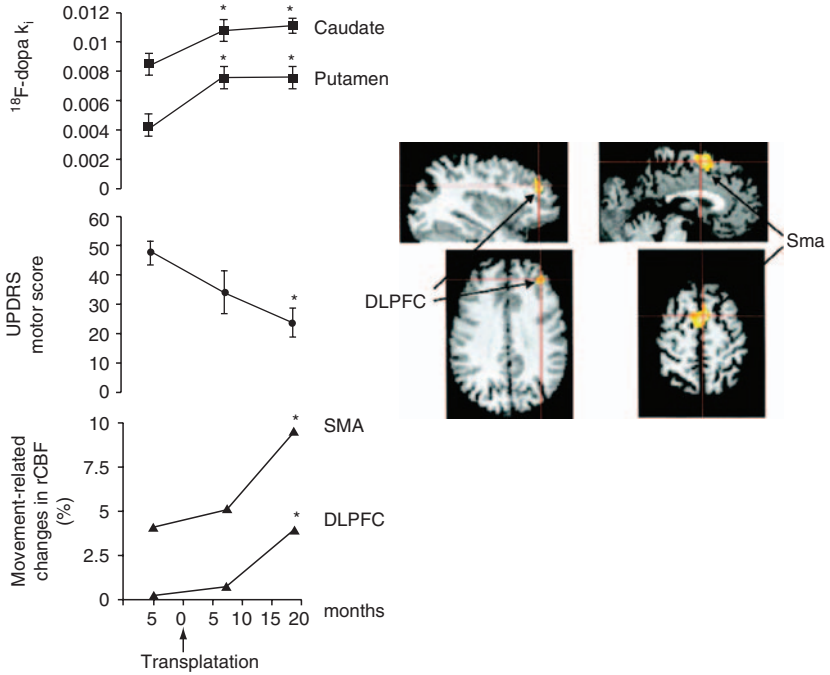 ¹⁸F-dopa kᵢ
0.012
0.01
0.008
0.006
0.004
0.002
0
*
*
Caudate
*
*
Putamen
UPDRS
motor score
60
50
40
30
20
10
0
*
Movement-related
changes in rCBF
(%)
10
7.5
5
2.5
0
*
SMA
*
DLPFC
5 0 5 10 15 20 months
Transplatation
DLPFC
Sma